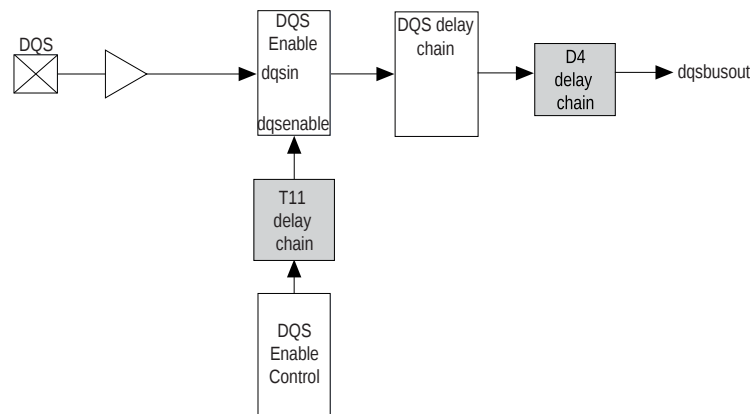 DQS
DQS
Enable
dqsin
dqsenable
DQS delay
chain
D4
delay
chain
dqsbusout
T11
delay
chain
DQS
Enable
Control